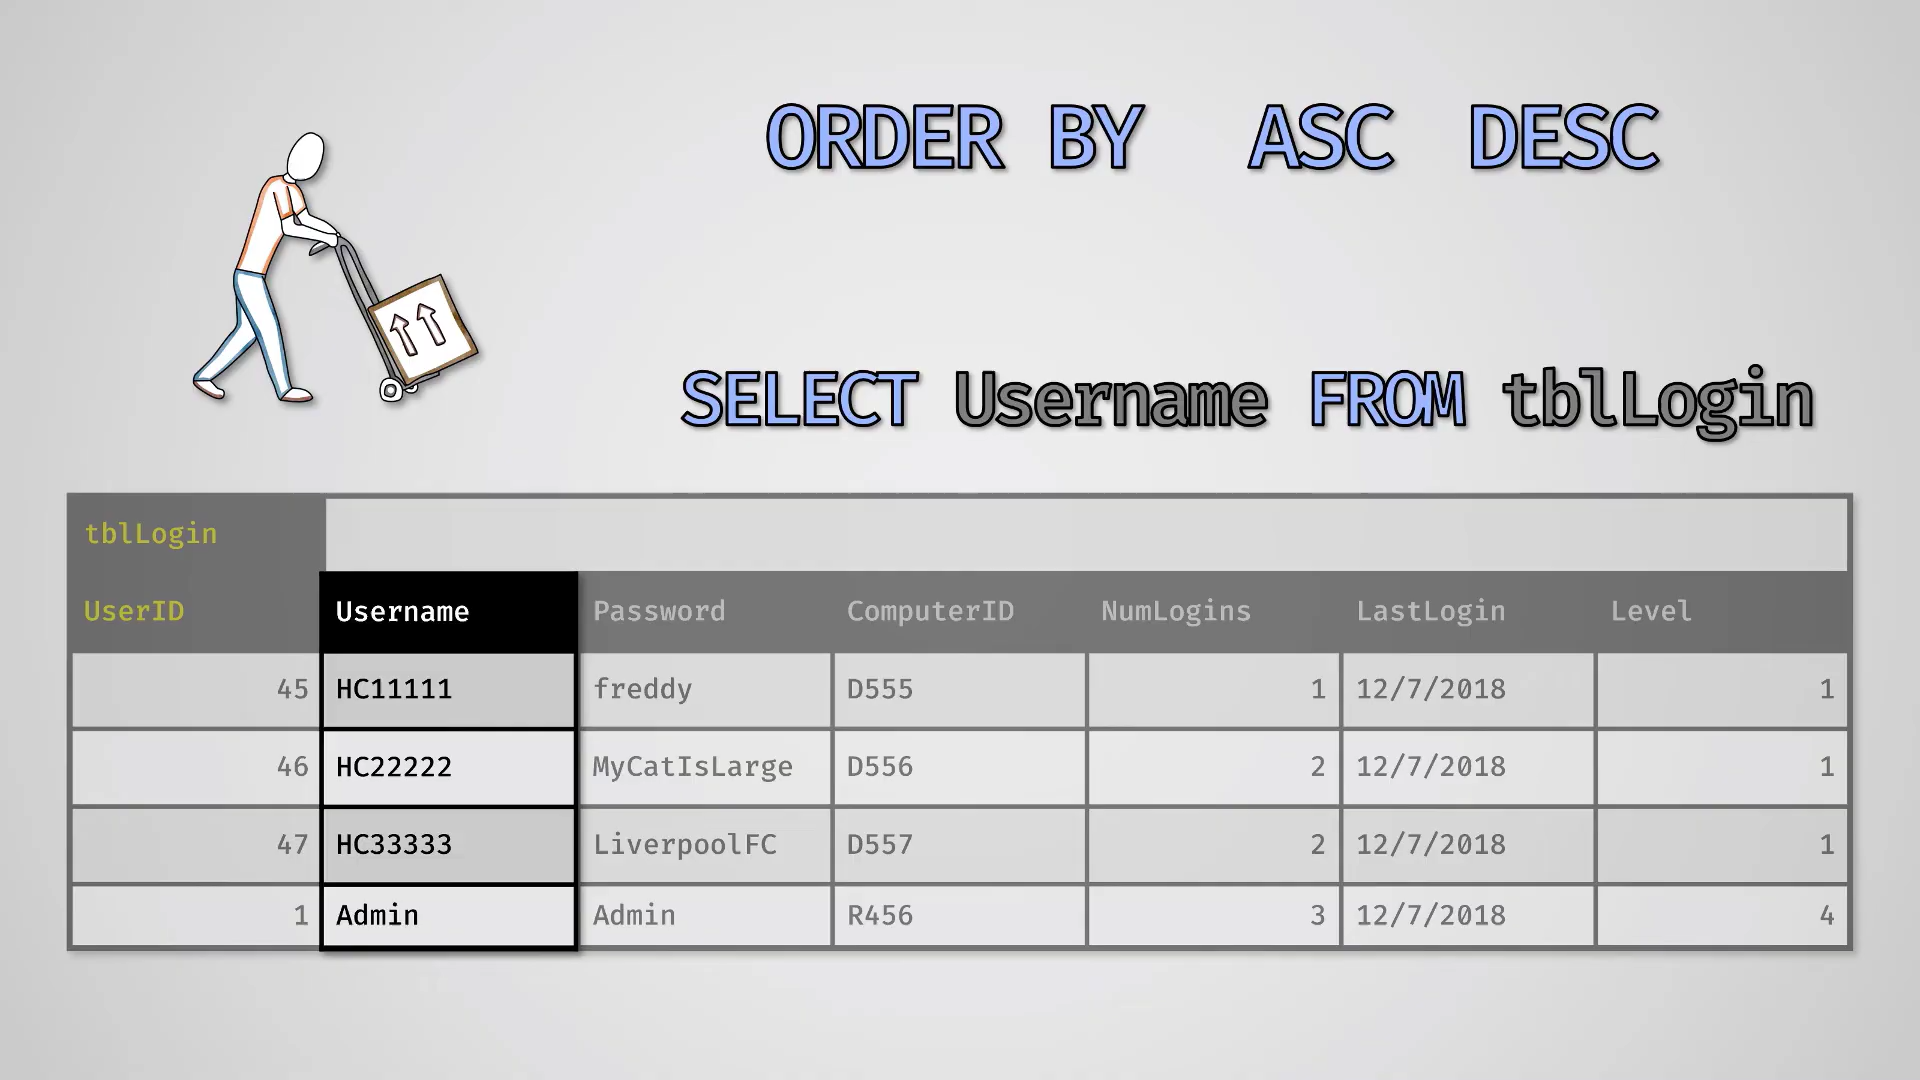 ORDER BY ASC DESC
SELECT Username FROM tblLogin
tblLogin
UserID Username Password ComputerID NumLogins LastLogin Level
45 HC11111 freddy D555 1 12/7/2018 1
46 HC22222 MyCatIsLarge D556 2 12/7/2018 1
47 HC33333 LiverpoolFC D557 2 12/7/2018 1
1 Admin Admin R456 3 12/7/2018 4